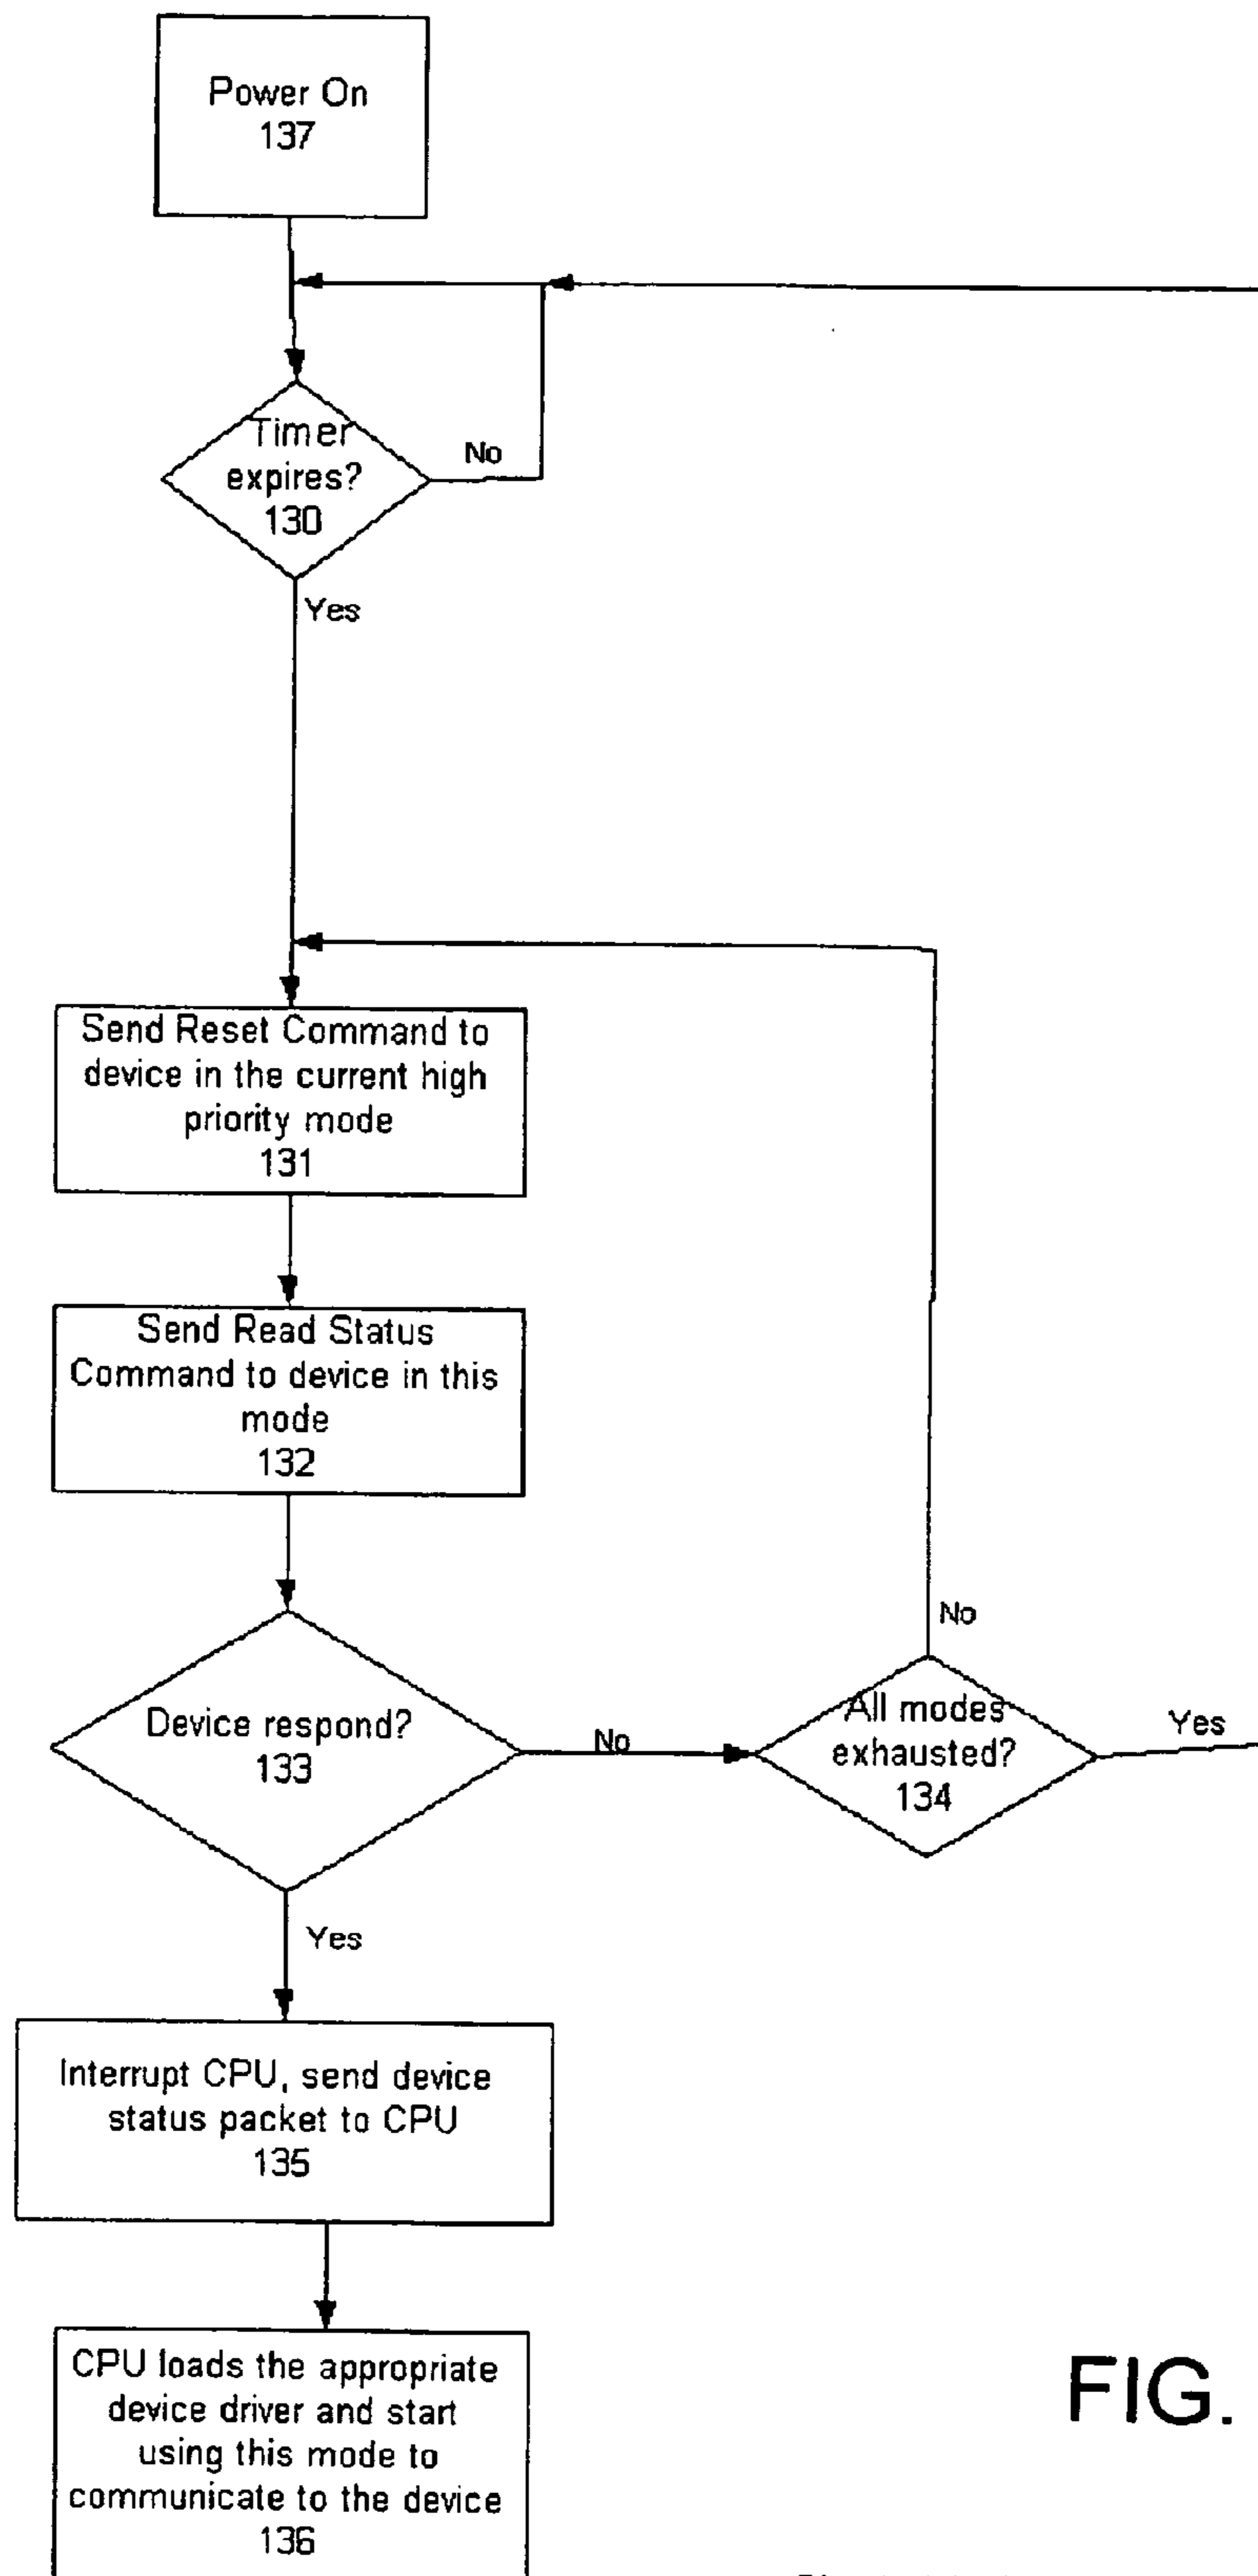 Power On
137
Timer
expires?
130
No
Yes
Send Reset Command to
device in the current high
priority mode
131
Send Read Status
Command to device in this
mode
132
Device respond?
133
No
All modes
exhausted?
134
No
Yes
Yes
Interrupt CPU, send device
status packet to CPU
135
CPU loads the appropriate
device driver and start
using this mode to
communicate to the device
136
FIG.